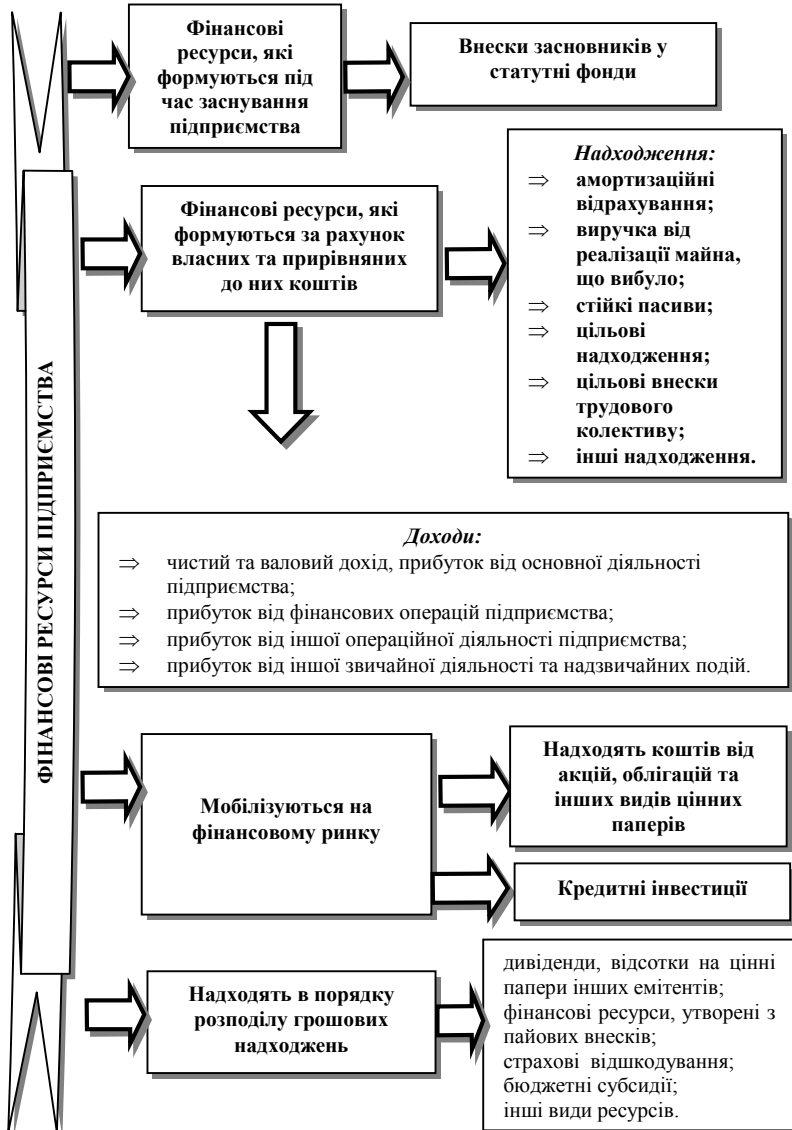 Фінансові
ресурси, які
формуються під
час заснування
підприємства
Внески засновників у
статутні фонди
ФІНАНСОВІ РЕСУРСИ ПІДПРИЄМСТВА
Фінансові ресурси, які
формуються за рахунок
власних та прирівняних
до них коштів
Надходження:
⇒ амортизаційні
відрахування;
⇒ виручка від
реалізації майна,
що вибуло;
⇒ стійкі пасиви;
⇒ цільові
надходження;
⇒ цільові внески
трудового
колективу;
⇒ інші надходження.
Доходи:
⇒ чистий та валовий дохід, прибуток від основної діяльності
підприємства;
⇒ прибуток від фінансових операцій підприємства;
⇒ прибуток від іншої операційної діяльності підприємства;
⇒ прибуток від іншої звичайної діяльності та надзвичайних подій.
Мобілізуються на
фінансовому ринку
Надходять коштів від
акцій, облігацій та
інших видів цінних
паперів
Кредитні інвестиції
Надходять в порядку
розподілу грошових
надходжень
дивіденди, відсотки на цінні
папери інших емітентів;
фінансові ресурси, утворені з
пайових внесків;
страхові відшкодування;
бюджетні субсидії;
інші види ресурсів.